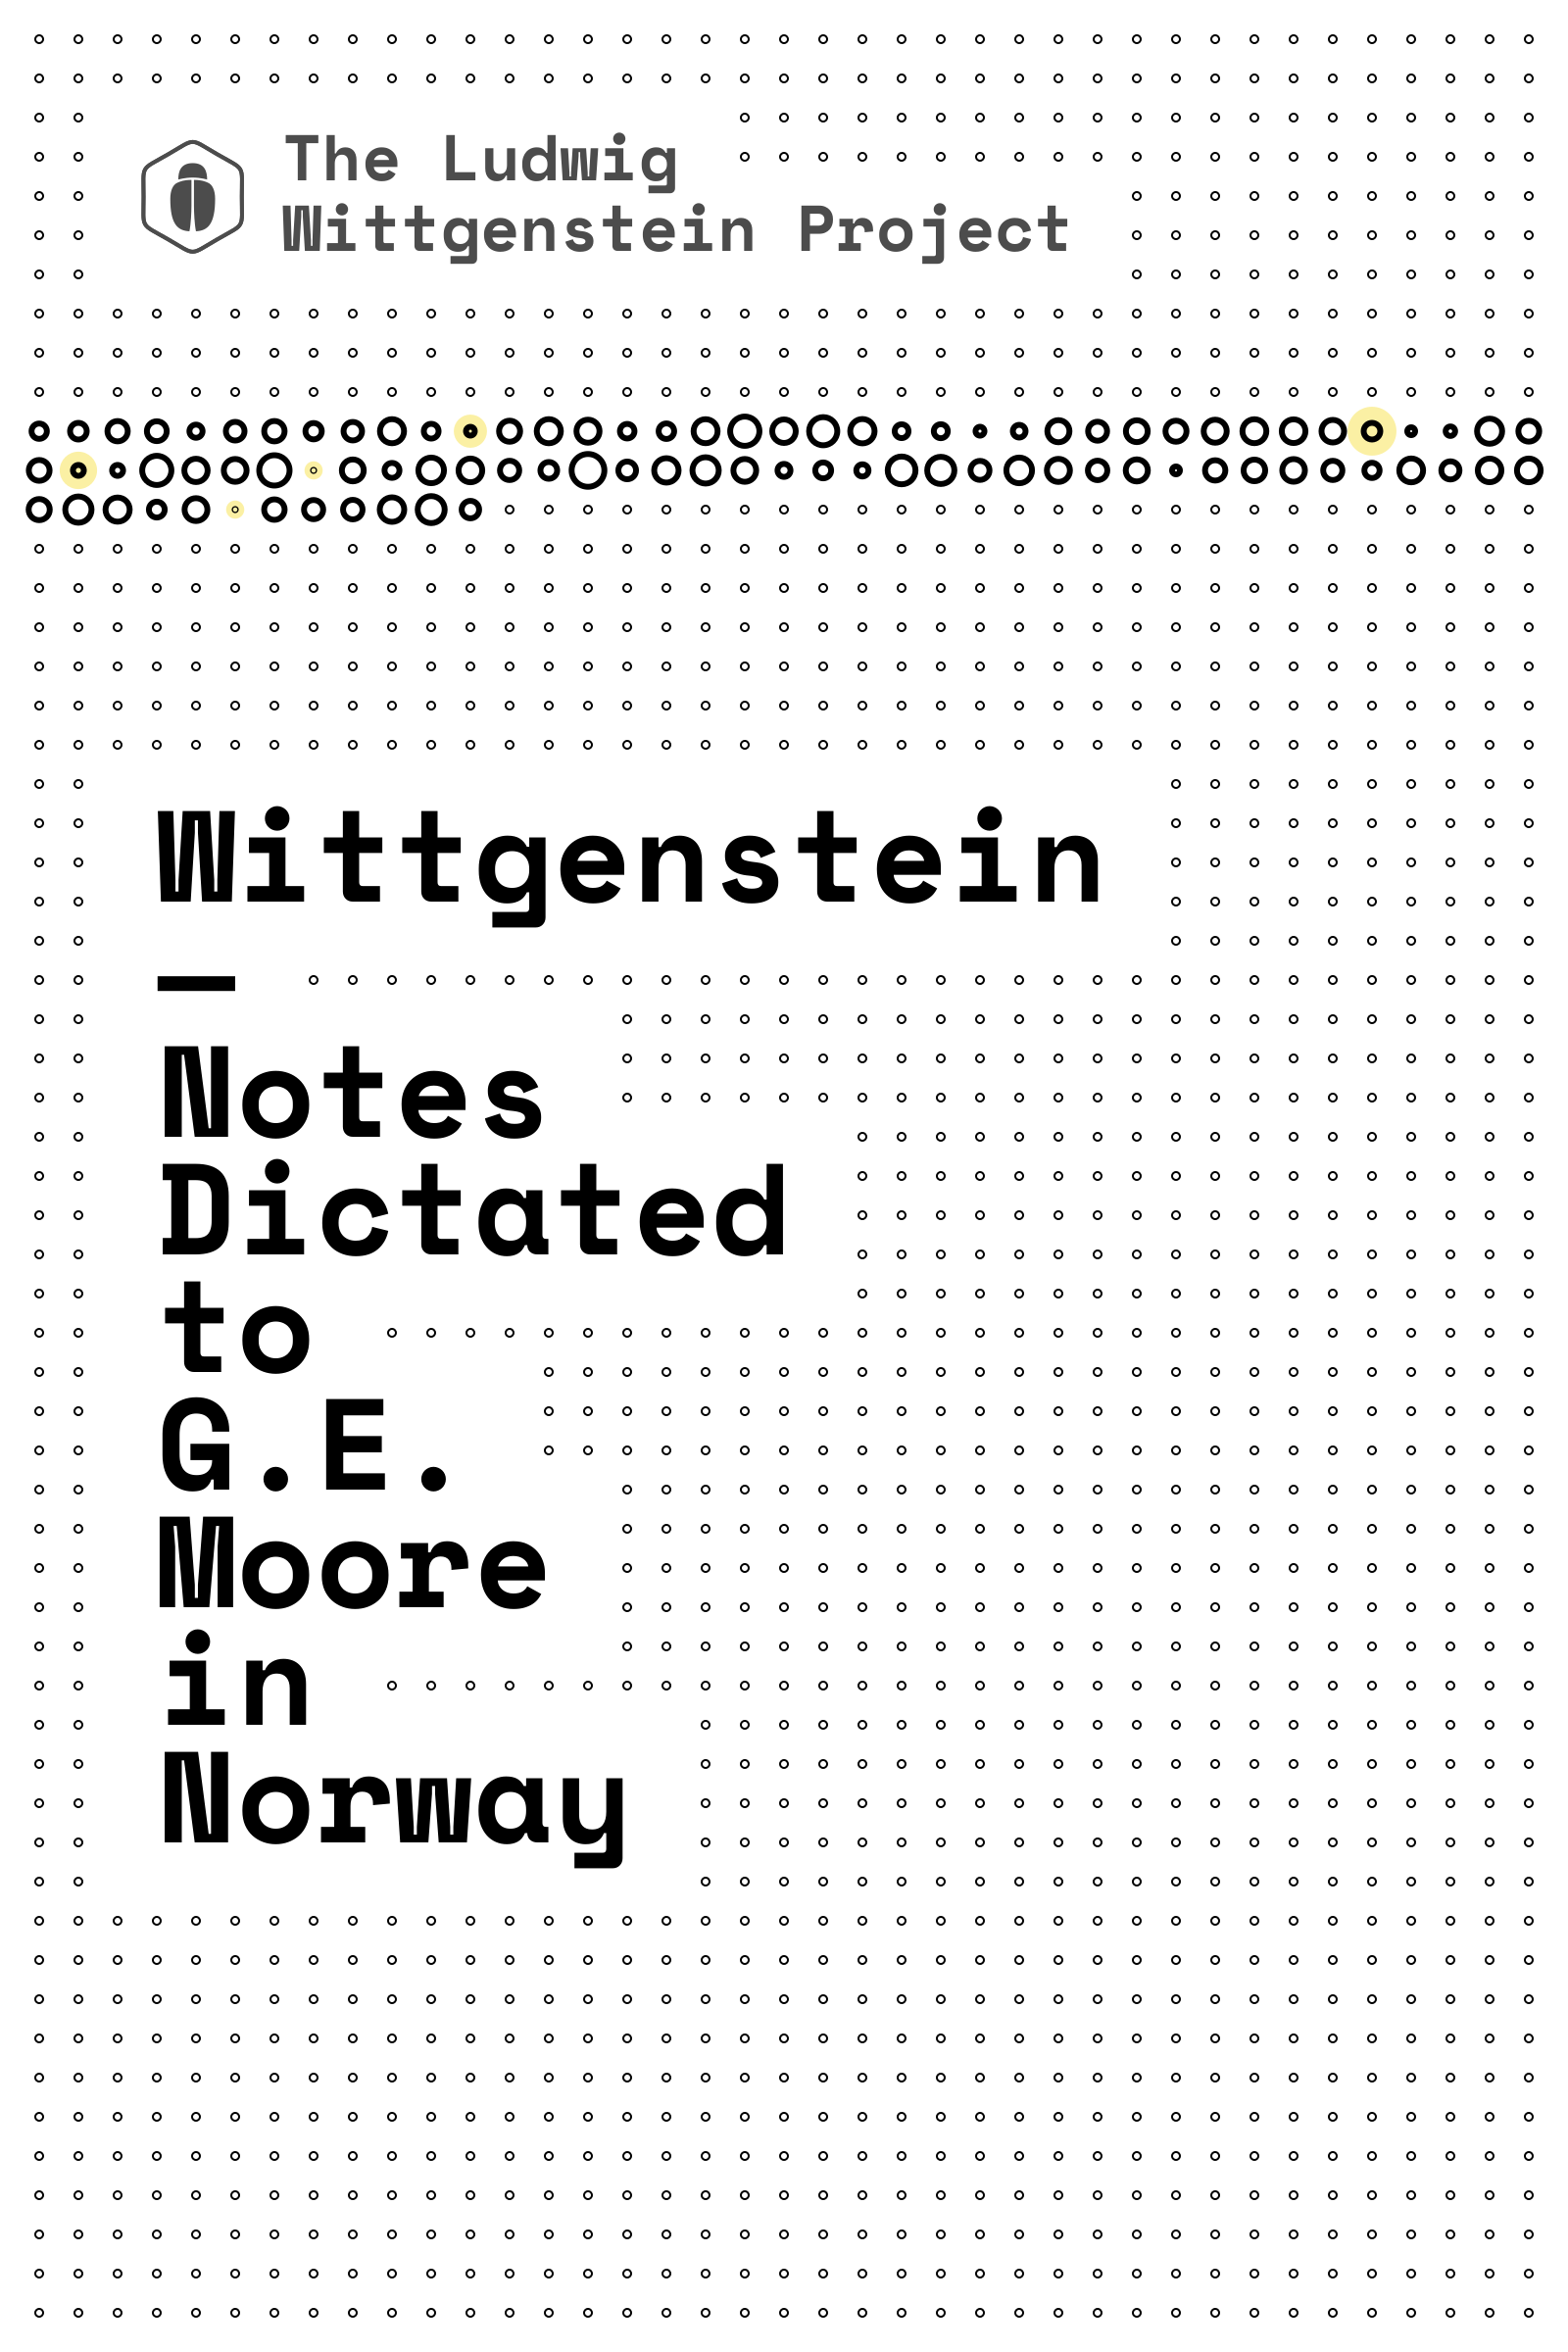 The Ludwig
Wittgenstein Project
Wittgenstein
—
Notes
Dictated
to
G.E.
Moore
in
Norway